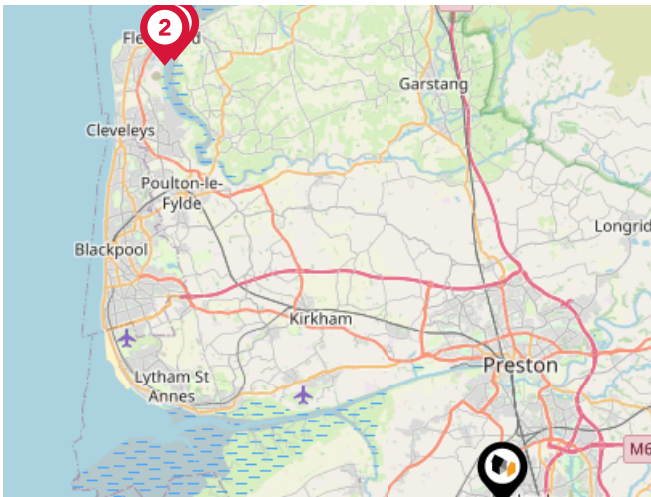 2
Garstang
Cleveleys
Poulton-le-
Fylde
Longrid
Blackpool
Kirkham
Preston
Lytham St
Annes
M6